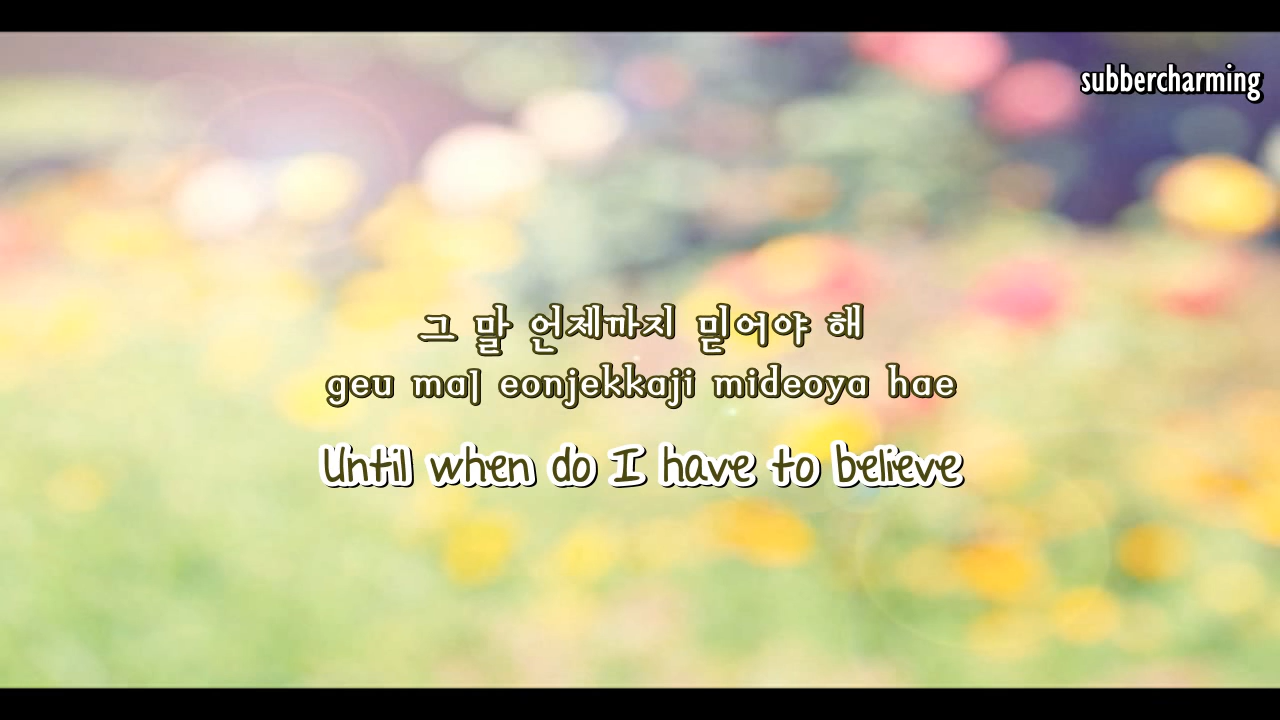 subbercharming
그 말 언제까지 믿어야 해
geu mal eonjekkaji mideoya hae
Until when do I have to believe